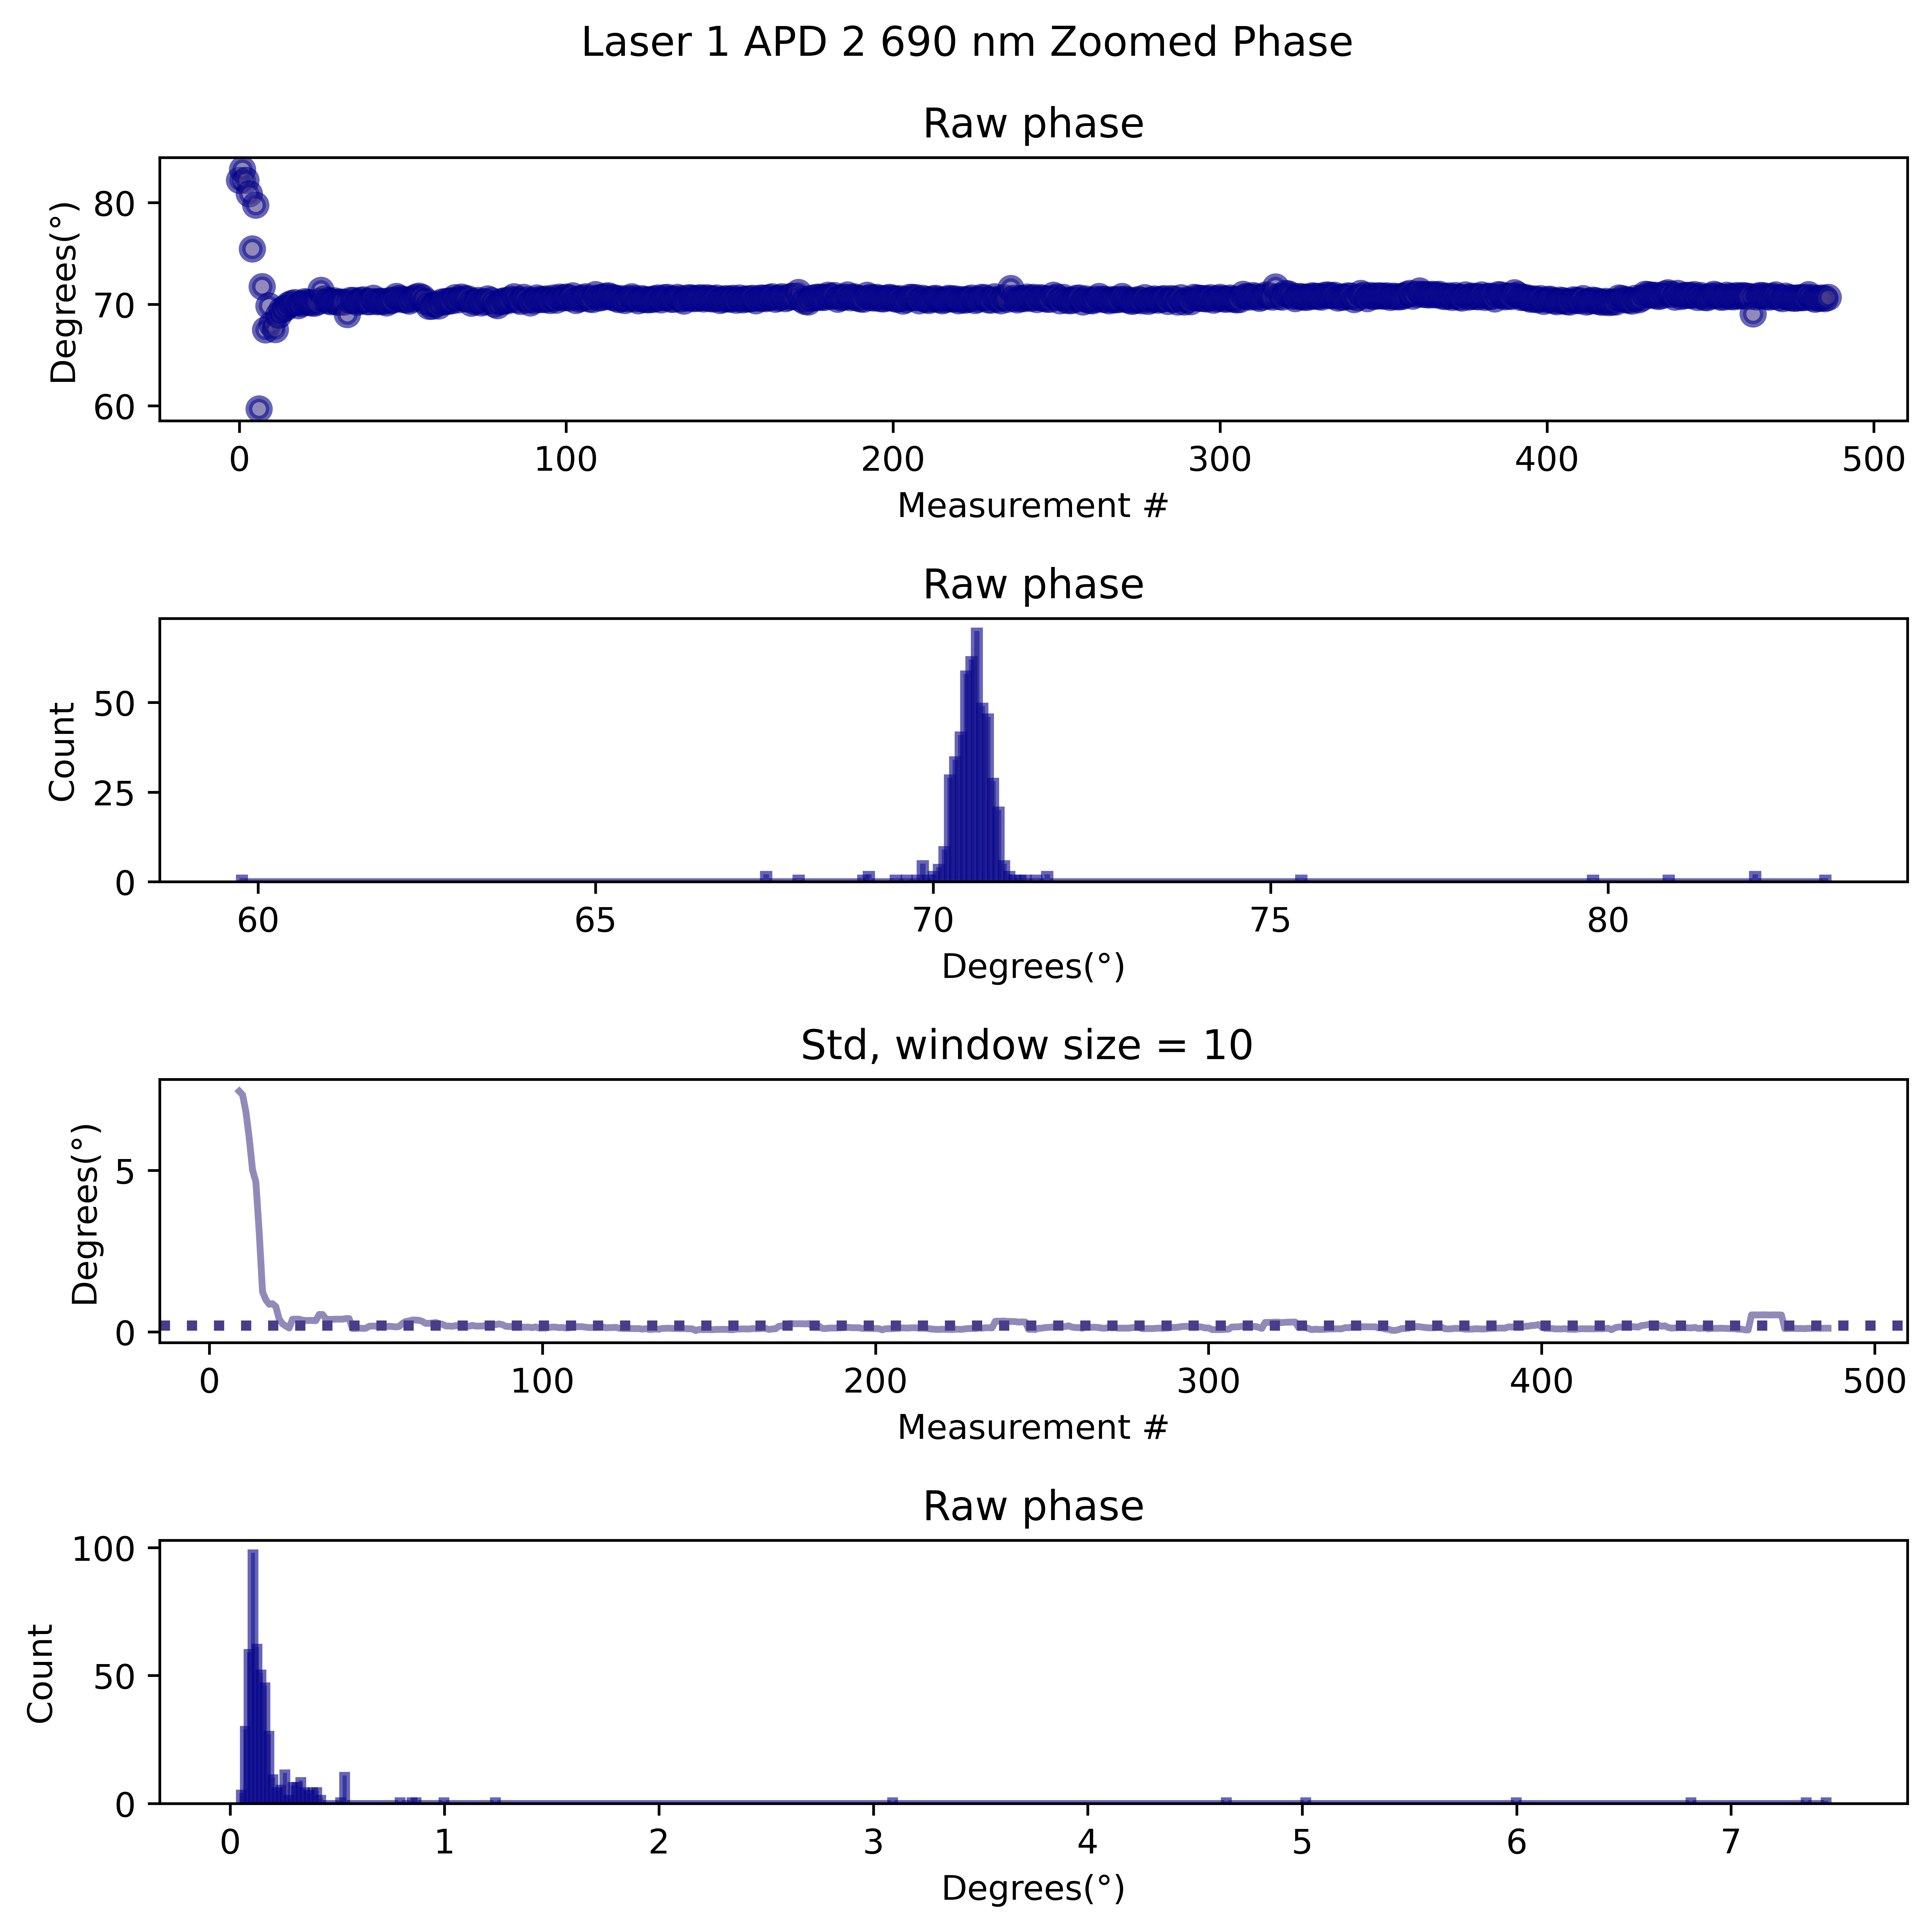 Laser 1 APD 2 690 nm Zoomed Phase
Raw phase
Degrees(°)
80
70
60
0 100 200 300 400 500
Measurement #
Raw phase
Count
50
25
0
60 65 70 75 80
Degrees(°)
Std, window size = 10
Degrees(°)
5
0
0 100 200 300 400 500
Measurement #
Raw phase
Count
100
50
0
0 1 2 3 4 5 6 7
Degrees(°)